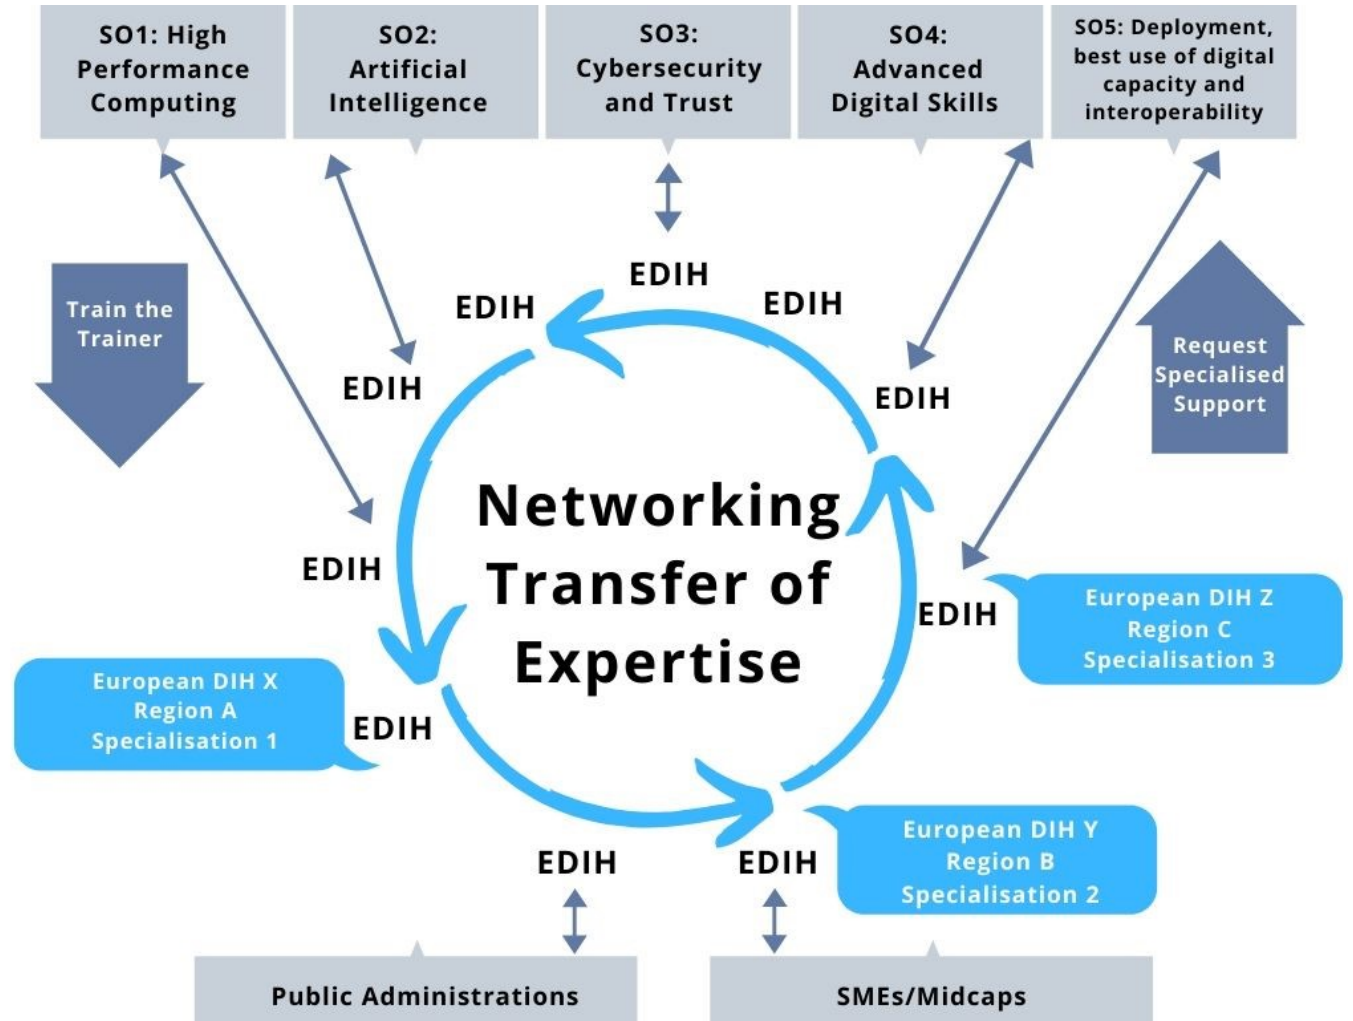 SO1: High
Performance
Computing
SO2:
Artificial
Intelligence
SO3:
Cybersecurity
and Trust
SO4:
Advanced
Digital Skills
SO5: Deployment,
best use of digital
capacity and
interoperability
Train the
Trainer
Request
Specialised
Support
EDIH
EDIH
EDIH
EDIH
EDIH
EDIH
EDIH
EDIH
EDIH
EDIH
Networking
Transfer of
Expertise
European DIH Z
Region C
Specialisation 3
European DIH X
Region A
Specialisation 1
European DIH Y
Region B
Specialisation 2
Public Administrations
SMEs/Midcaps